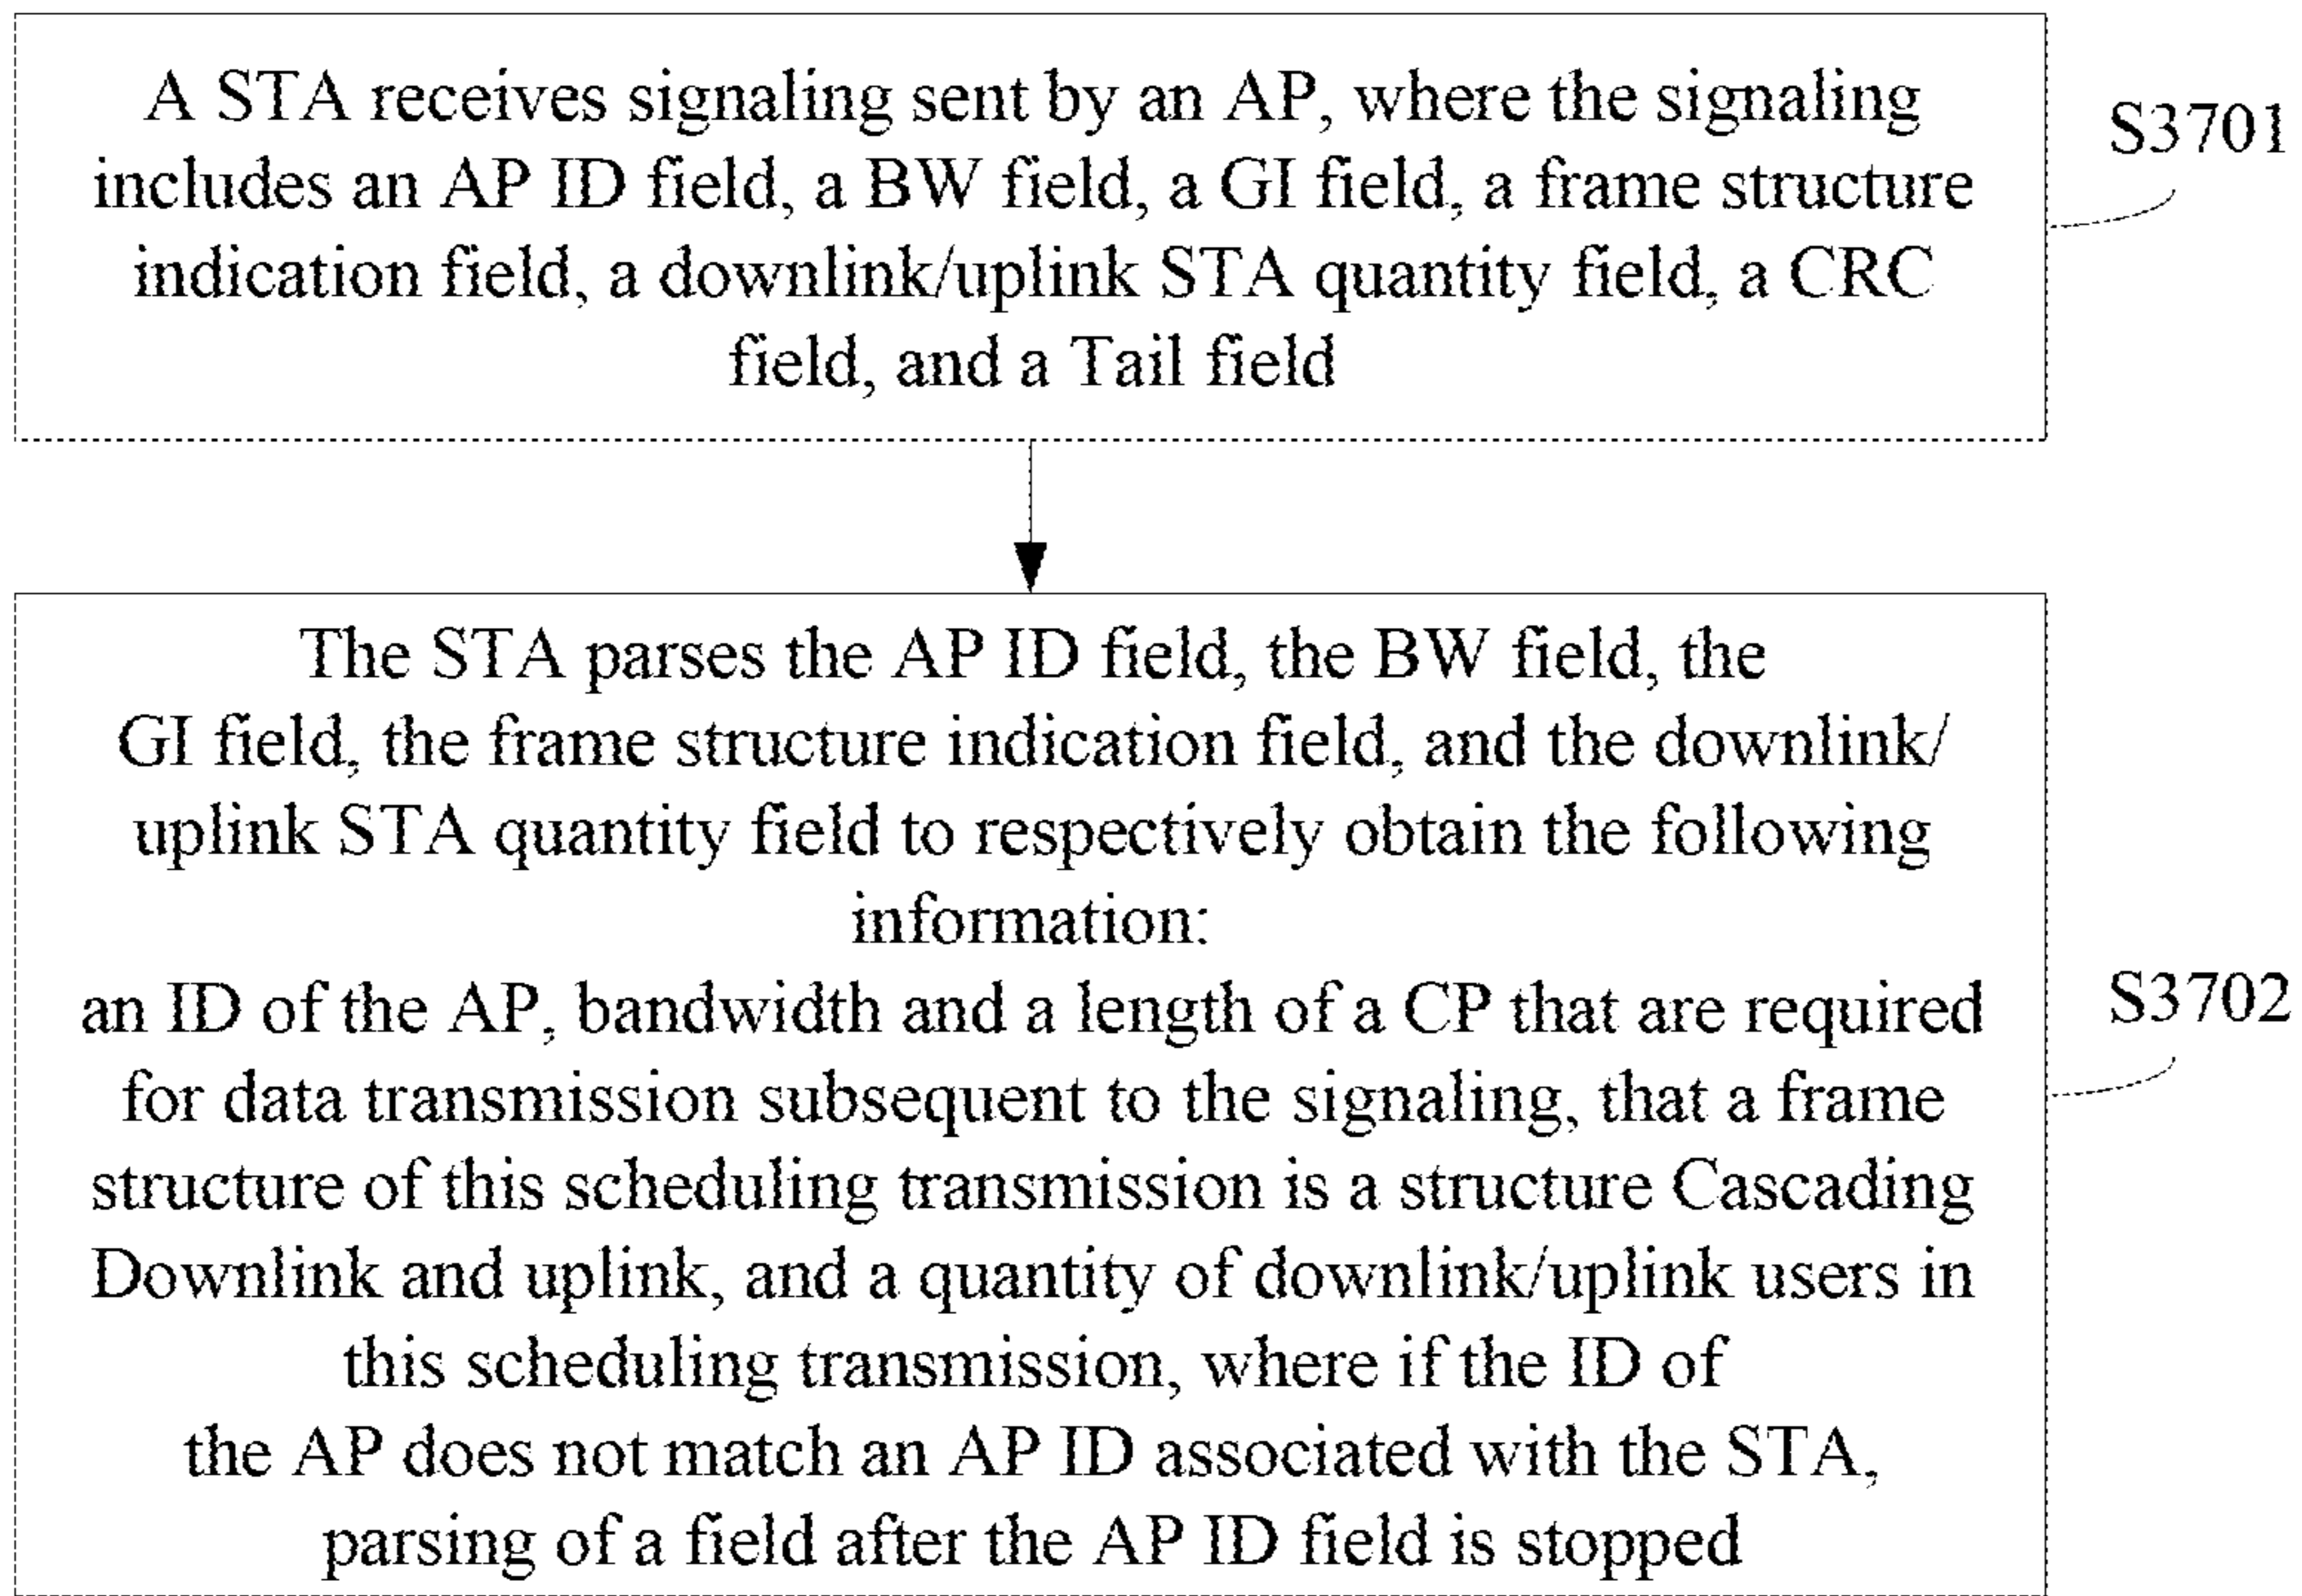 A STA receives signaling sent by an AP, where the signaling
includes an AP ID field, a BW field, a GI field, a frame structure
indication field, a downlink/uplink STA quantity field, a CRC
field, and a Tail field
S3701
The STA parses the AP ID field, the BW field, the
GI field, the frame structure indication field, and the downlink/
uplink STA quantity field to respectively obtain the following
information:
an ID of the AP, bandwidth and a length of a CP that are required
for data transmission subsequent to the signaling, that a frame
structure of this scheduling transmission is a structure Cascading
Downlink and uplink, and a quantity of downlink/uplink users in
this scheduling transmission, where if the ID of
the AP does not match an AP ID associated with the STA,
parsing of a field after the AP ID field is stopped
S3702